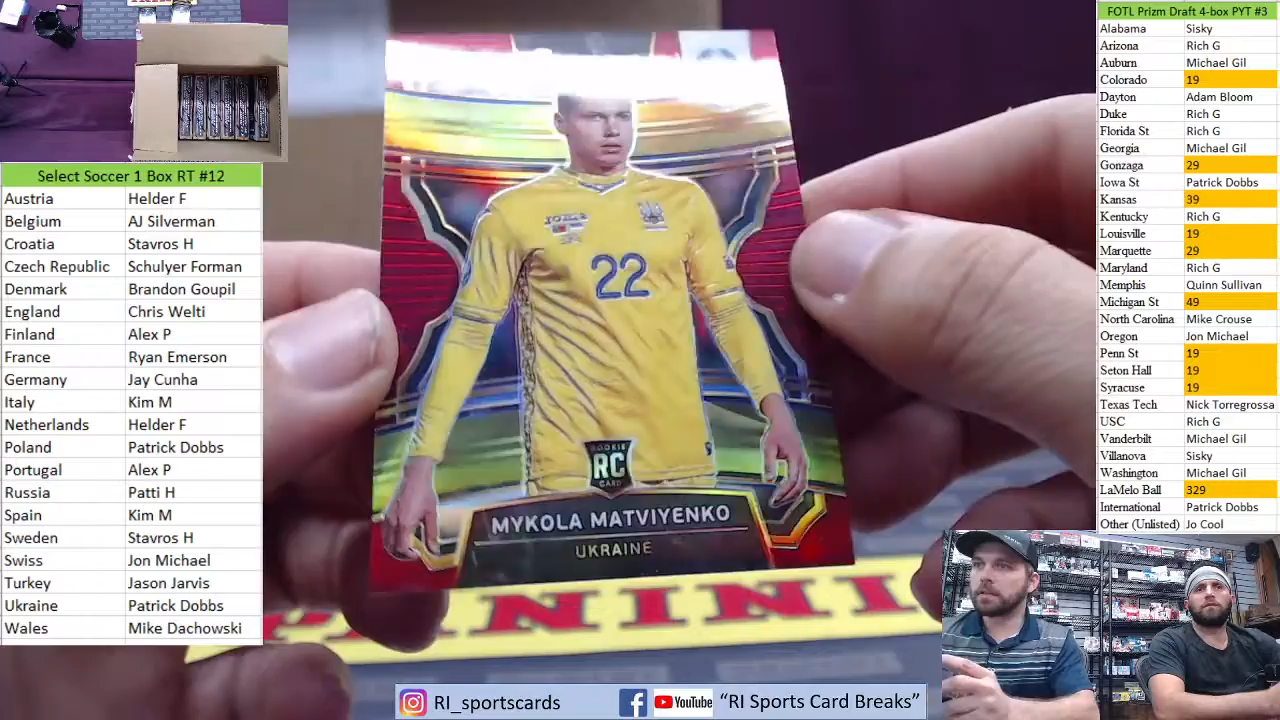 Select Soccer 1 Box RT #12
Austria Helder F
Belgium AJ Silverman
Croatia Stavros H
Czech Republic Schulyer Forman
Denmark Brandon Goupil
England Chris Welti
Finland Alex P
France Ryan Emerson
Germany Jay Cunha
Italy Kim M
Netherlands Helder F
Poland Patrick Dobbs
Portugal Alex P
Russia Patti H
Spain Kim M
Sweden Stavros H
Swiss Jon Michael
Turkey Jason Jarvis
Ukraine Patrick Dobbs
Wales Mike Dachowski
JOMA
22
ROOKIE
RC
CARD
MYKOLA MATVIYENKO
UKRAINE
PANINI
FOTL Prizm Draft 4-box PYT #3
Alabama Sisky
Arizona Rich G
Auburn Michael Gil
Colorado 19
Dayton Adam Bloom
Duke Rich G
Florida St Rich G
Georgia Michael Gil
Gonzaga 29
Iowa St Patrick Dobbs
Kansas 39
Kentucky Rich G
Louisville 19
Marquette 29
Maryland Rich G
Memphis Quinn Sullivan
Michigan St 49
North Carolina Mike Crouse
Oregon Jon Michael
Penn St 19
Seton Hall 19
Syracuse 19
Texas Tech Nick Torregrossa
USC Rich G
Vanderbilt Michael Gil
Villanova Sisky
Washington Michael Gil
LaMelo Ball 329
International Patrick Dobbs
Other (Unlisted) Jo Cool
RI_sportscards
YouTube “RI Sports Card Breaks”